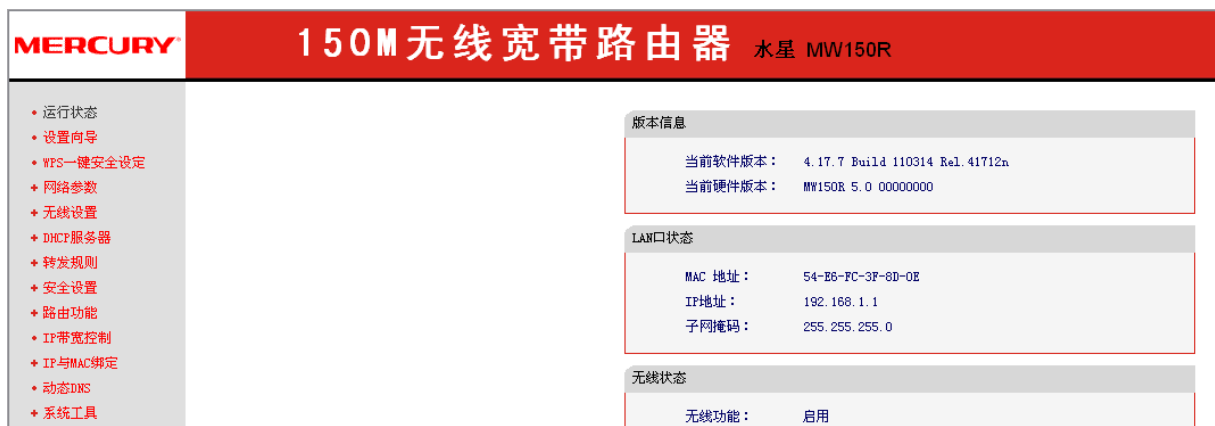 MERCURY
150M无线宽带路由器 水星 MW150R
运行状态
设置向导
WPS一键安全设定
网络参数
无线设置
DHCP服务器
转发规则
安全设置
路由功能
IP带宽控制
IP与MAC绑定
动态DNS
系统工具
版本信息
当前软件版本： 4.17.7 Build 110314 Rel.41712n
当前硬件版本： MW150R 5.0 00000000
LAN口状态
MAC 地址： 54-E6-FC-3F-8D-0E
IP地址： 192.168.1.1
子网掩码： 255.255.255.0
无线状态
无线功能： 启用